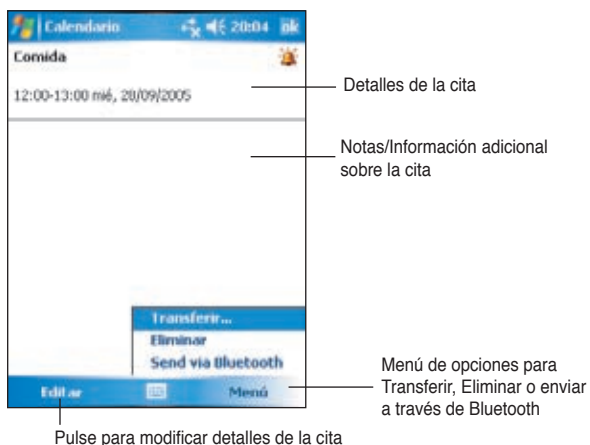 Calendario 20:04 ok
Comida
12:00-13:00 mié, 28/09/2005
Detalles de la cita
Notas/Información adicional
sobre la cita
Transferir...
Eliminar
Send via Bluetooth
Editar Menú
Menú de opciones para
Transferir, Eliminar o enviar
a través de Bluetooth
Pulse para modificar detalles de la cita